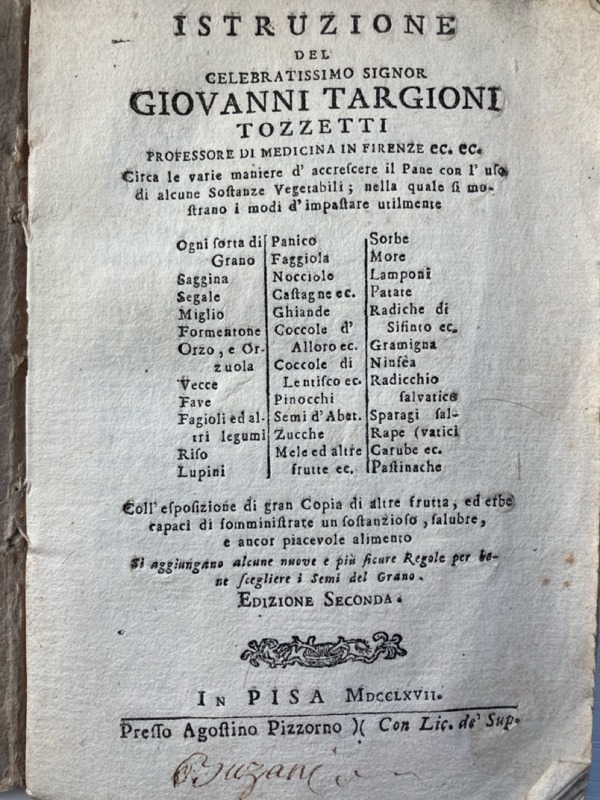 ISTRUZIONE
DEL
CELEBRATISSIMO SIGNOR
GIOVANNI TARGIONI
TOZZETTI
PROFESSORE DI MEDICINA IN FIRENZE ec. ec.
Circa le varie maniere d' accreſcere il Pane con l' uſo
di alcune Soſtanze Vegetabili; nella quale ſi mo-
ſtrano i modi d'impaſtare utilmente
Ogni ſorta di
Grano
Saggina
Segale
Miglio
Formentone
Orzo, e Or-
zuola
Vecce
Fave
Fagioli ed al-
tri legumi
Riſo
Lupini
Panico
Faggiola
Nocciole
Caſtagne ec.
Ghiande
Coccole d'
Alloro ec.
Coccole di
Lentiſco ec.
Pinocchi
Semi d'Abet.
Zucche
Mele ed altre
frutte ec.
Sorbe
More
Lamponi
Patate
Radiche di
Siſinto ec.
Gramigna
Ninfèa
Radicchio
ſalvatico
Sparagi ſal-
Rape (vatici
Carube ec.
Paſtinache
Coll' eſpoſizione di gran Copia di altre frutta, ed erbe
capaci di ſomminiſtrate un ſoſtanzioſo, ſalubre,
e ancor piacevole alimento
Si aggiungano alcune nuove e più ſicure Regole per be-
ne ſcegliere i Semi del Grano.
EDIZIONE SECONDA.
IN PISA MDCCLXVII.
Preſſo Agoſtino Pizzorno )( Con Lic. de' Sup.